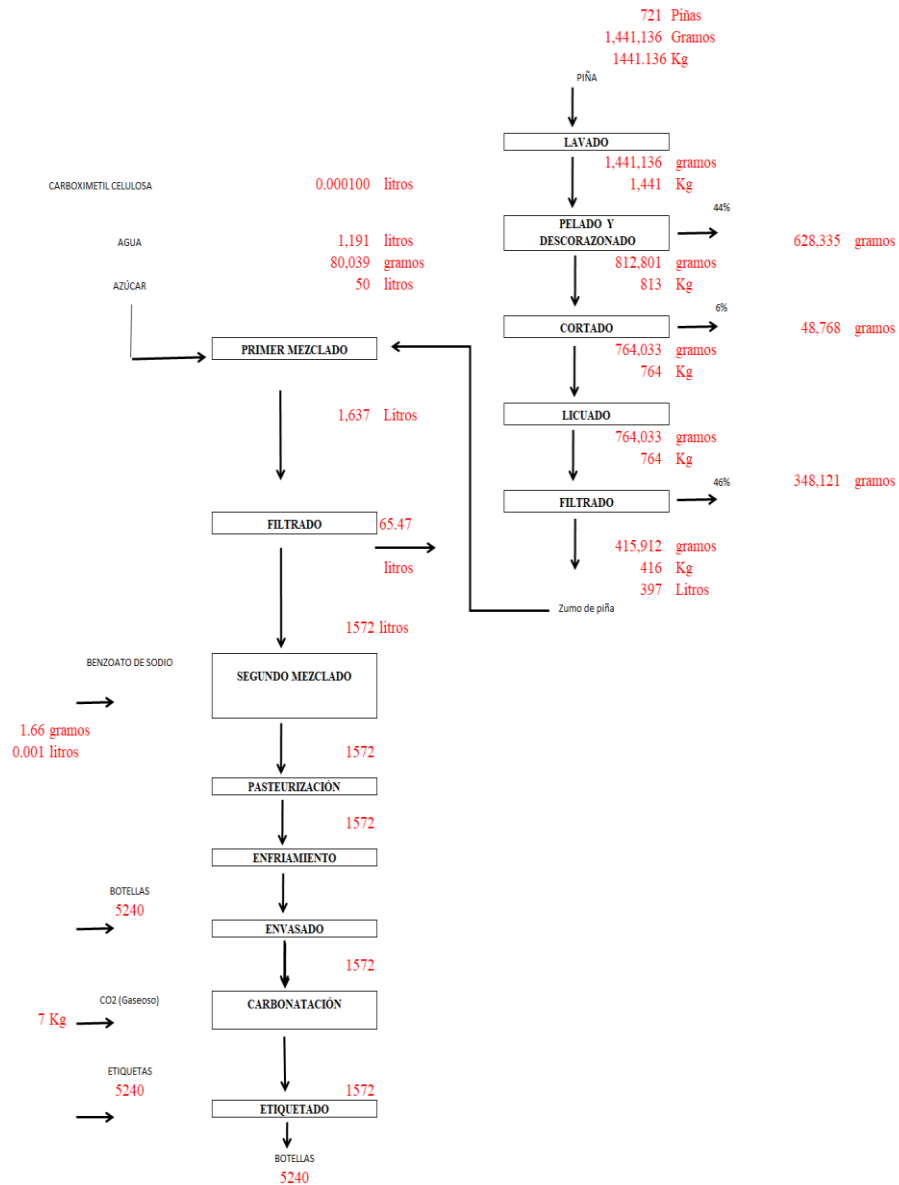 721 Piñas
1,441,136 Gramos
1441.136 Kg
PIÑA
LAVADO
1,441,136 gramos
1,441 Kg
44%
PELADO Y
DESCORAZONADO
628,335 gramos
812,801 gramos
813 Kg
6%
CORTADO
48,768 gramos
764,033 gramos
764 Kg
LICUADO
764,033 gramos
764 Kg
46%
348,121 gramos
FILTRADO
415,912 gramos
416 Kg
397 Litros
Zumo de piña
CARBOXIMETIL CELULOSA 0.000100 litros
AGUA 1,191 litros
80,039 gramos
AZÚCAR 50 litros
PRIMER MEZCLADO
1,637 Litros
FILTRADO 65.47
litros
1572 litros
BENZOATO DE SODIO
SEGUNDO MEZCLADO
1.66 gramos
0.001 litros
1572
PASTEURIZACIÓN
1572
ENFRIAMIENTO
BOTELLAS
5240
ENVASADO
1572
CO2 (Gaseoso)
7 Kg
CARBONATACIÓN
ETIQUETAS
5240
1572
ETIQUETADO
BOTELLAS
5240